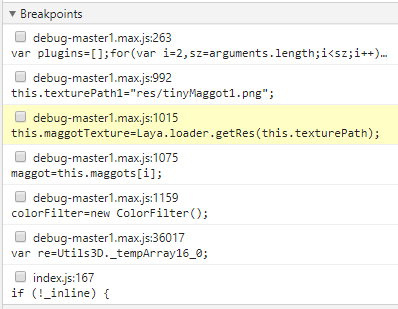 Breakpoints
debug-master1.max.js:263
var plugins=[];for(var i=2,sz=arguments.length;i<sz;i++)…
debug-master1.max.js:992
this.texturePath1="res/tinyMaggot1.png";
debug-master1.max.js:1015
this.maggotTexture=Laya.loader.getRes(this.texturePath);
debug-master1.max.js:1075
maggot=this.maggots[i];
debug-master1.max.js:1159
colorFilter=new ColorFilter();
debug-master1.max.js:36017
var re=Utils3D._tempArray16_0;
index.js:167
if (!_inline) {